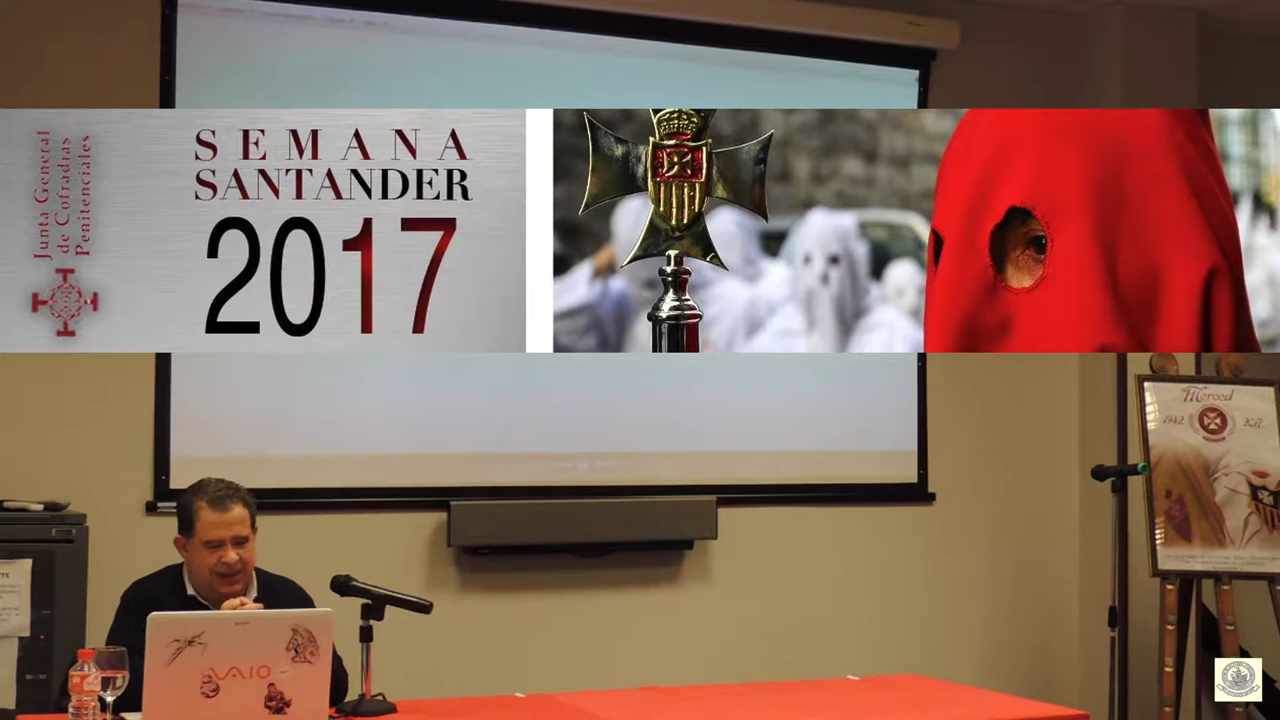 Junta General
de Cofradías
Penitenciales
SEMANA
SANTANDER
2017
Merced
1942
2017
VAIO